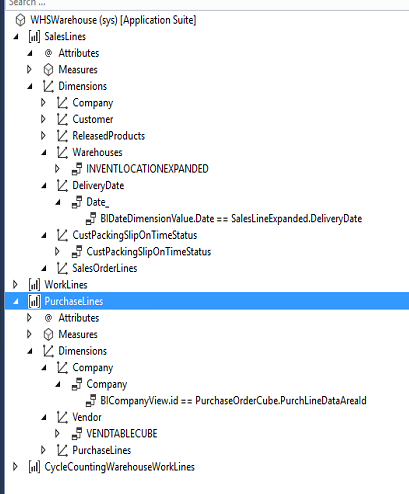 Search ...
WHSWarehouse (sys) [Application Suite]
SalesLines
Attributes
Measures
Dimensions
Company
Customer
ReleasedProducts
Warehouses
INVENTLOCATIONEXPANDED
DeliveryDate
Date_
BIDateDimensionValue.Date == SalesLineExpanded.DeliveryDate
CustPackingSlipOnTimeStatus
CustPackingSlipOnTimeStatus
SalesOrderLines
WorkLines
PurchaseLines
Attributes
Measures
Dimensions
Company
Company
BICompanyView.id == PurchaseOrderCube.PurchLineDataAreaId
Vendor
VENDTABLECUBE
PurchaseLines
CycleCountingWarehouseWorkLines